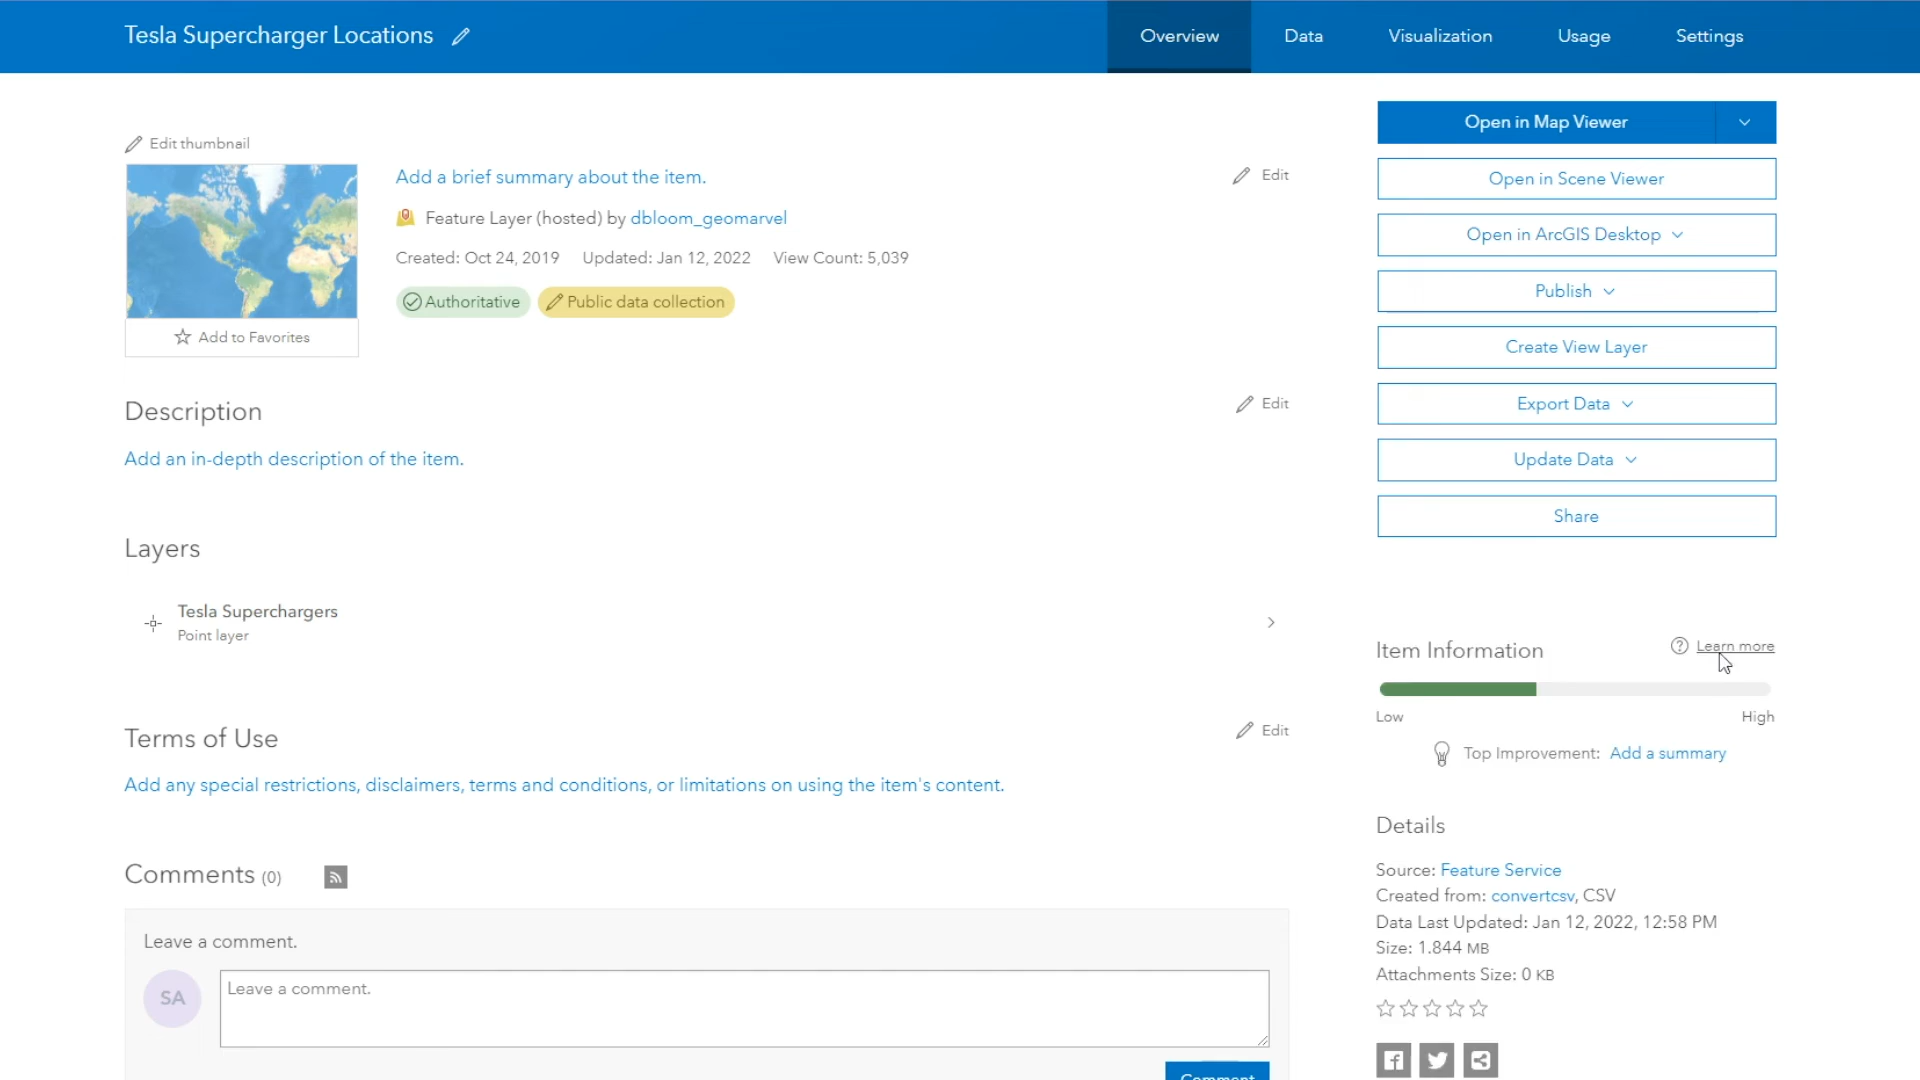 Tesla Supercharger Locations
Overview
Data
Visualization
Usage
Settings
Edit thumbnail
Add to Favorites
Add a brief summary about the item.
Edit
Feature Layer (hosted) by dbloom_geomarvel
Created: Oct 24, 2019 Updated: Jan 12, 2022 View Count: 5,039
Authoritative
Public data collection
Description
Edit
Add an in-depth description of the item.
Layers
Tesla Superchargers
Point layer
Terms of Use
Edit
Add any special restrictions, disclaimers, terms and conditions, or limitations on using the item's content.
Comments (0)
Leave a comment.
SA
Leave a comment.
Comment
Open in Map Viewer
Open in Scene Viewer
Open in ArcGIS Desktop
Publish
Create View Layer
Export Data
Update Data
Share
Item Information
Learn more
Low
High
Top Improvement: Add a summary
Details
Source: Feature Service
Created from: convertcsv, CSV
Data Last Updated: Jan 12, 2022, 12:58 PM
Size: 1.844 MB
Attachments Size: 0 KB